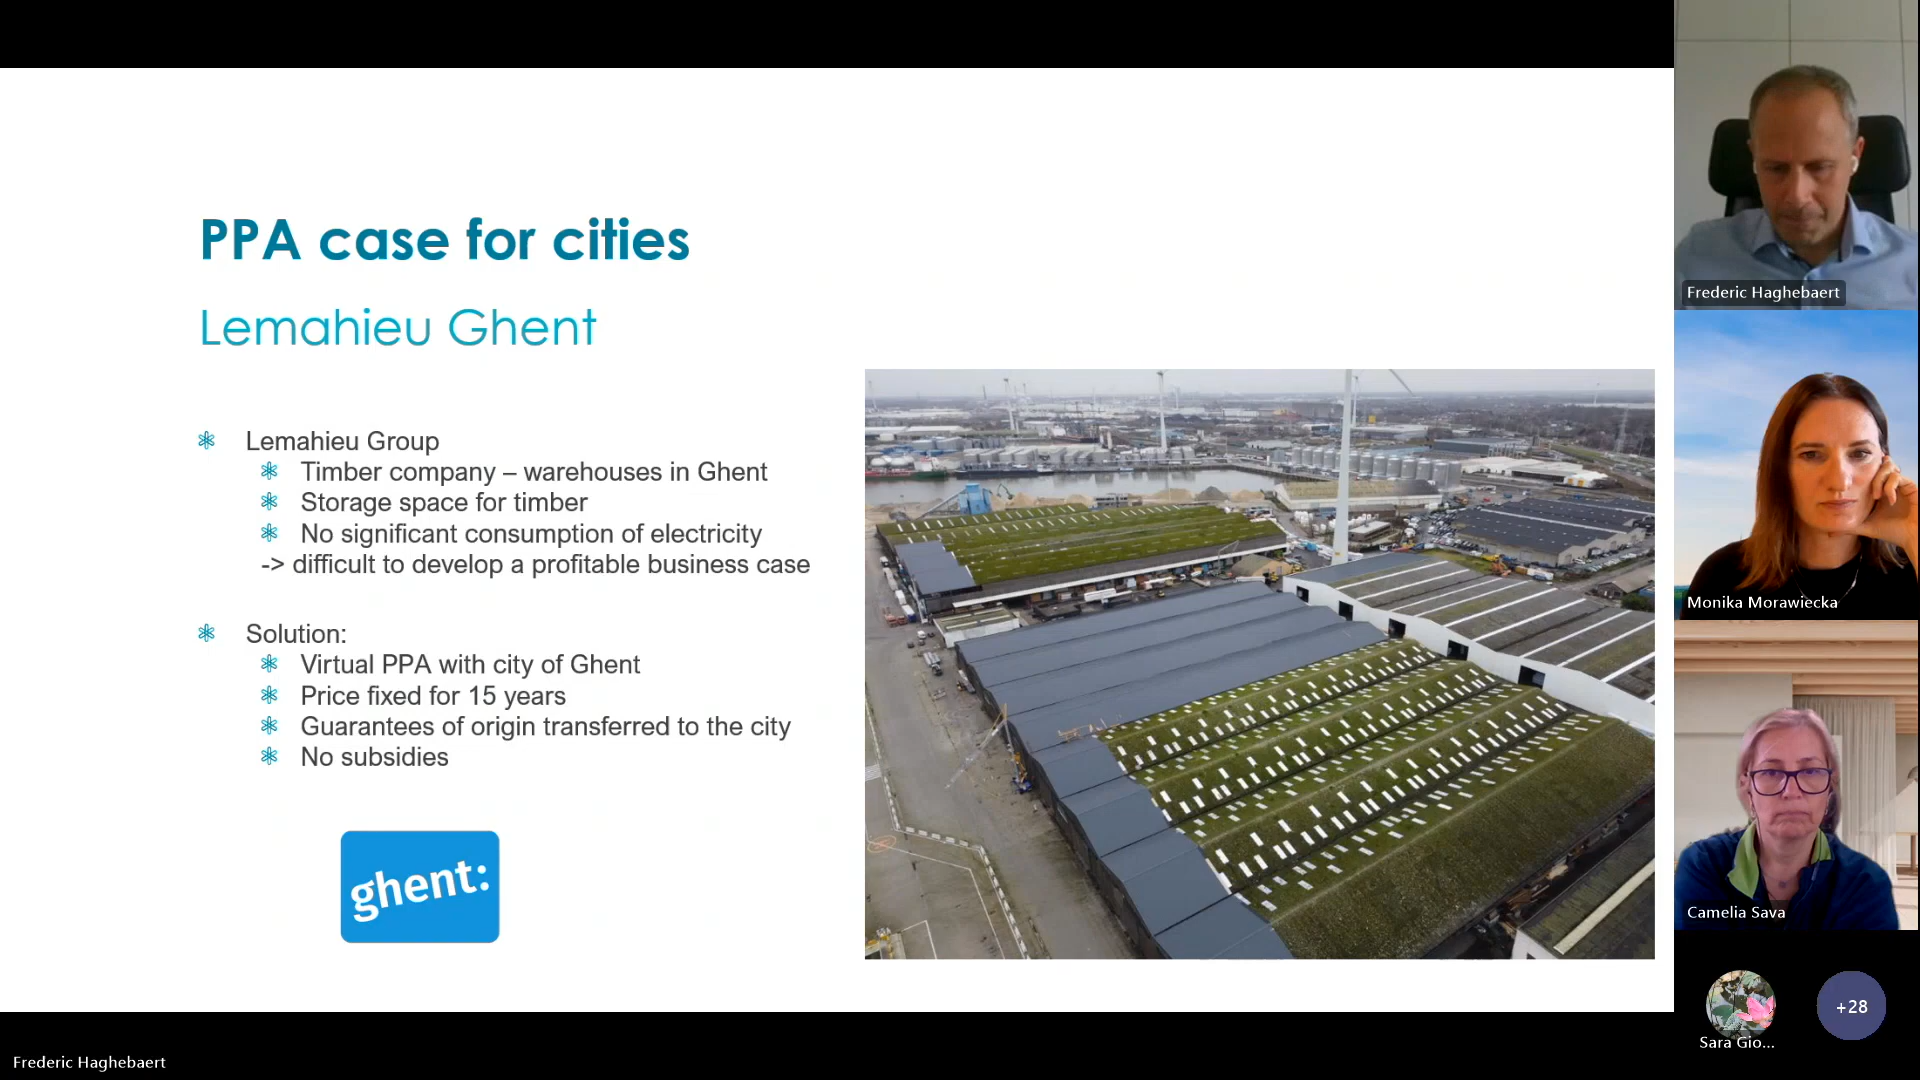 PPA case for cities
Lemahieu Ghent
Lemahieu Group
Timber company – warehouses in Ghent
Storage space for timber
No significant consumption of electricity
-> difficult to develop a profitable business case
Solution:
Virtual PPA with city of Ghent
Price fixed for 15 years
Guarantees of origin transferred to the city
No subsidies
ghent:
Frederic Haghebaert
Monika Morawiecka
Camelia Sava
Sara Gio...
+28
Frederic Haghebaert